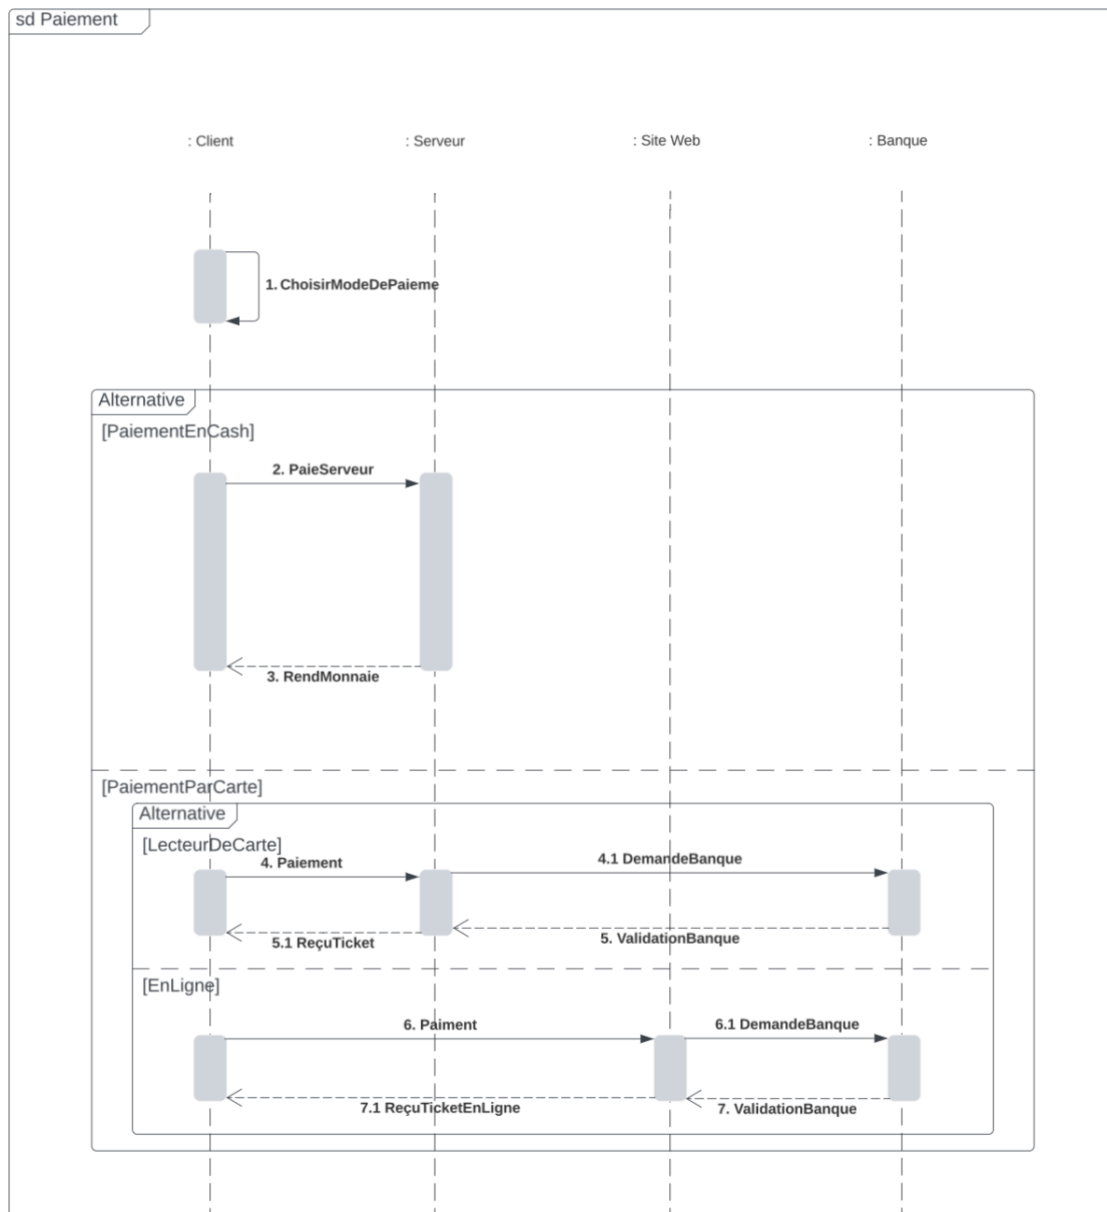 sd Paiement
: Client
: Serveur
: Site Web
: Banque
1. ChoisirModeDePaieme
Alternative
[PaiementEnCash]
2. PaieServeur
3. RendMonnaie
[PaiementParCarte]
Alternative
[LecteurDeCarte]
4. Paiement
4.1 DemandeBanque
5.1 ReçuTicket
5. ValidationBanque
[EnLigne]
6. Paiment
6.1 DemandeBanque
7.1 ReçuTicketEnLigne
7. ValidationBanque